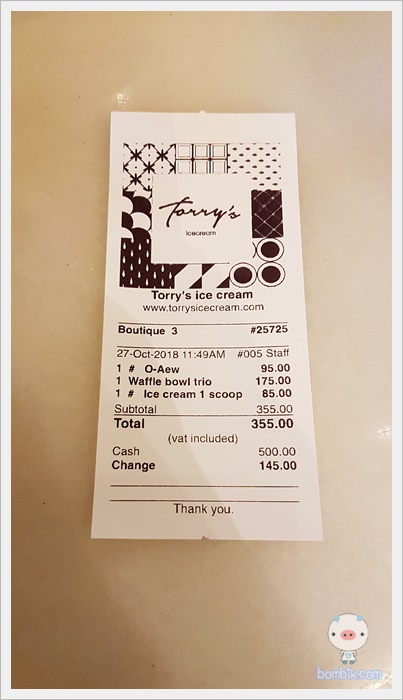 Torry's
icecream
Torry's ice cream
www.torrysicecream.com
Boutique 3 #25725
27-Oct-2018 11:49AM #005 Staff
1 # O-Aew 95.00
1 Waffle bowl trio 175.00
1 # Ice cream 1 scoop 85.00
Subtotal 355.00
Total 355.00
(vat included)
Cash 500.00
Change 145.00
Thank you.
bombik.com